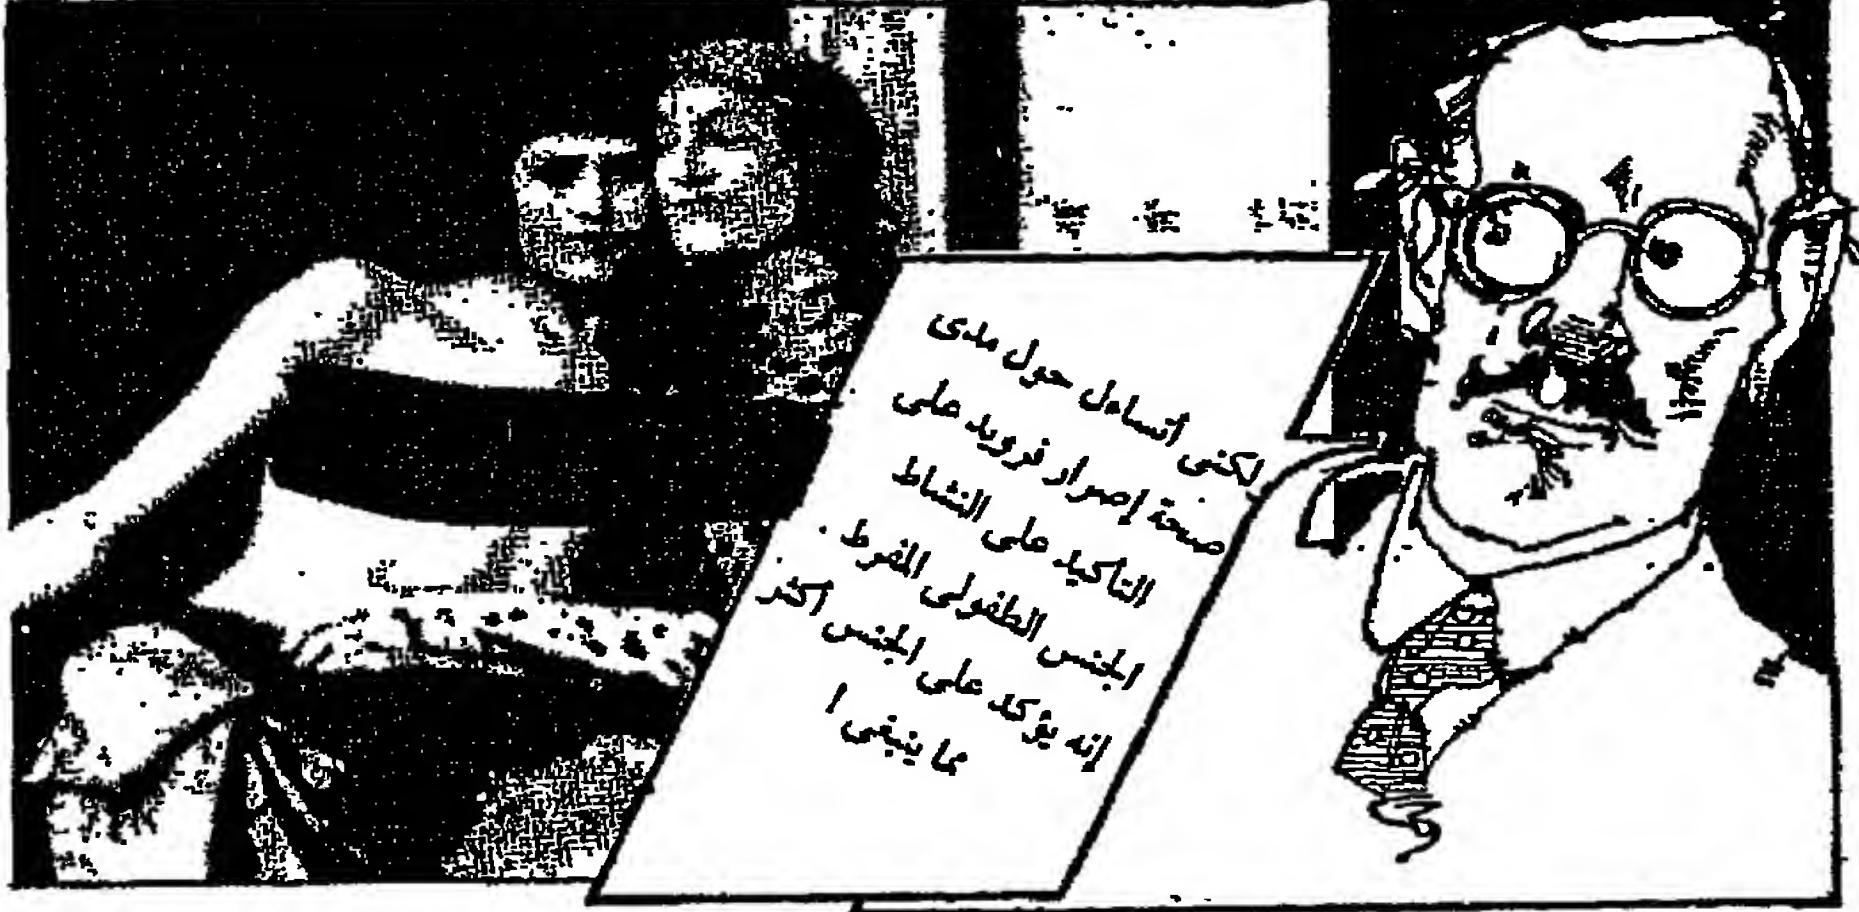 لكنى أتساءل حول مدى
صحة إصرار فرويد على
التأكيد على النشاط
الجنسى الطفولى المفرط .
إنه يؤكد على الجنس أكثر
مما ينبغى !